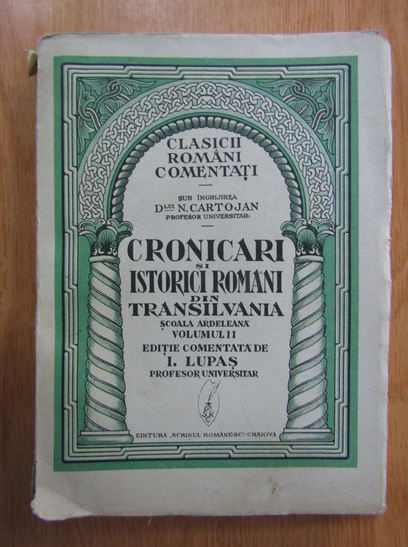 CLASICII
ROMÂNI
COMENTAȚI
SUB ÎNGRIJIREA
DLUI N. CARTOJAN
PROFESOR UNIVERSITAR
CRONICARI
ȘI
ISTORICI ROMÂNI
DIN
TRANSILVANIA
ȘCOALA ARDELEANĂ
VOLUMUL II
EDIȚIE COMENTATĂ DE
I. LUPAȘ
PROFESOR UNIVERSITAR
EDITURA „SCRISUL ROMÂNESC” CRAIOVA